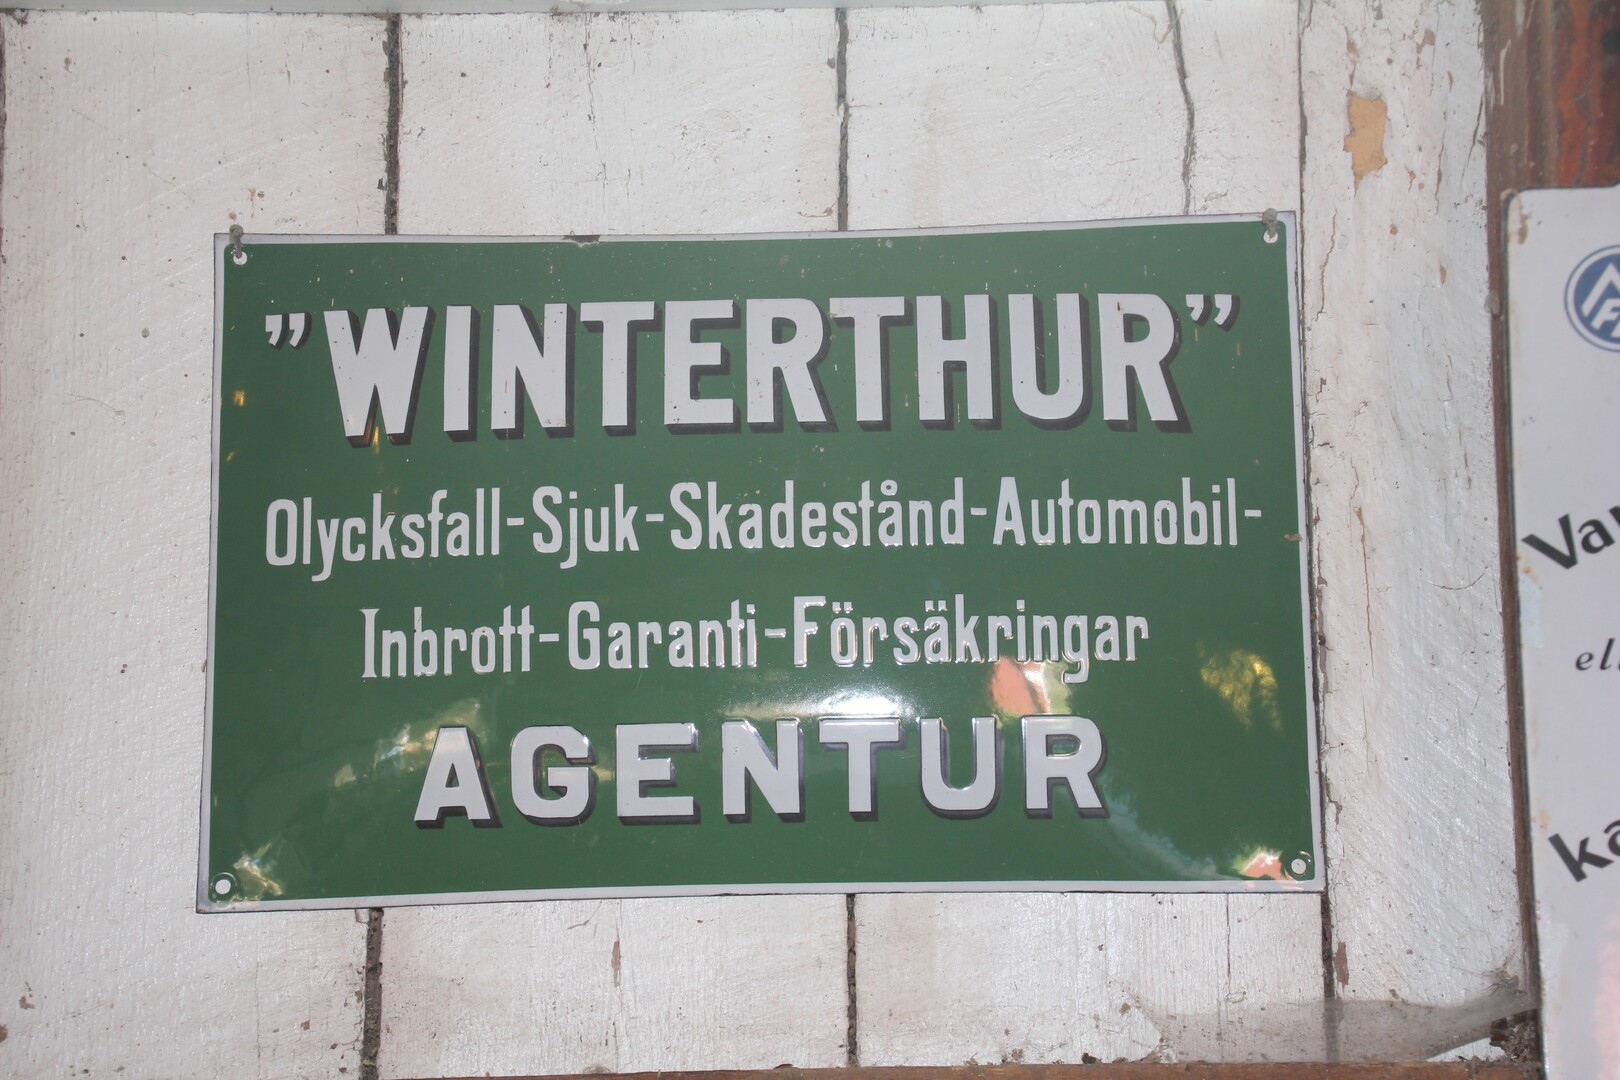 ”WINTERTHUR”
Olycksfall-Sjuk-Skadestånd-Automobil-
Inbrott-Garanti-Försäkringar
AGENTUR